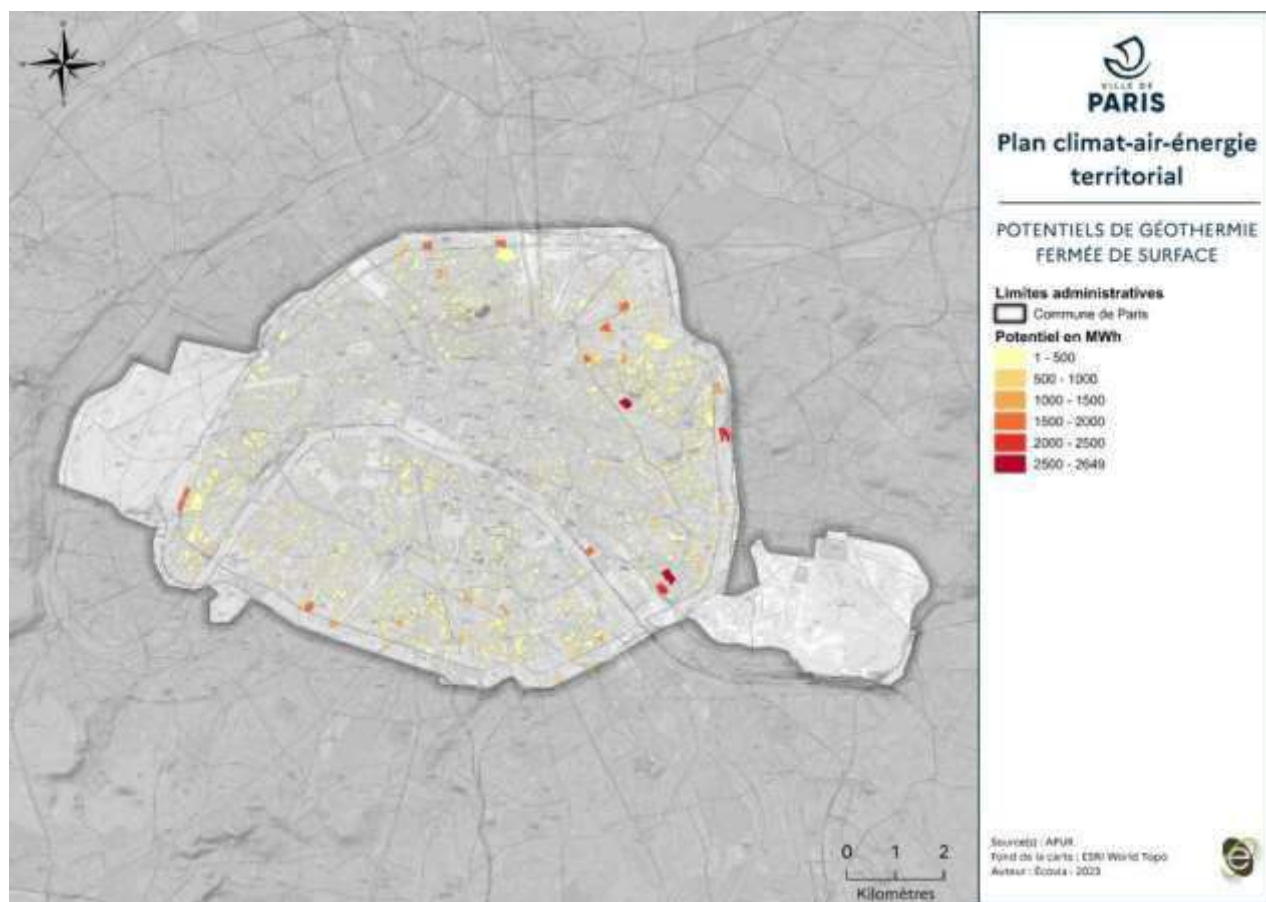 VILLE DE
PARIS
Plan climat-air-énergie
territorial
POTENTIELS DE GÉOTHERMIE
FERMÉE DE SURFACE
Limites administratives
Commune de Paris
Potentiel en MWh
1 - 500
500 - 1000
1000 - 1500
1500 - 2000
2000 - 2500
2500 - 2649
0 1 2
Kilomètres
Source(s) : APUR
Fond de la carte : ESRI World Topo
Auteur : Ecovia - 2023